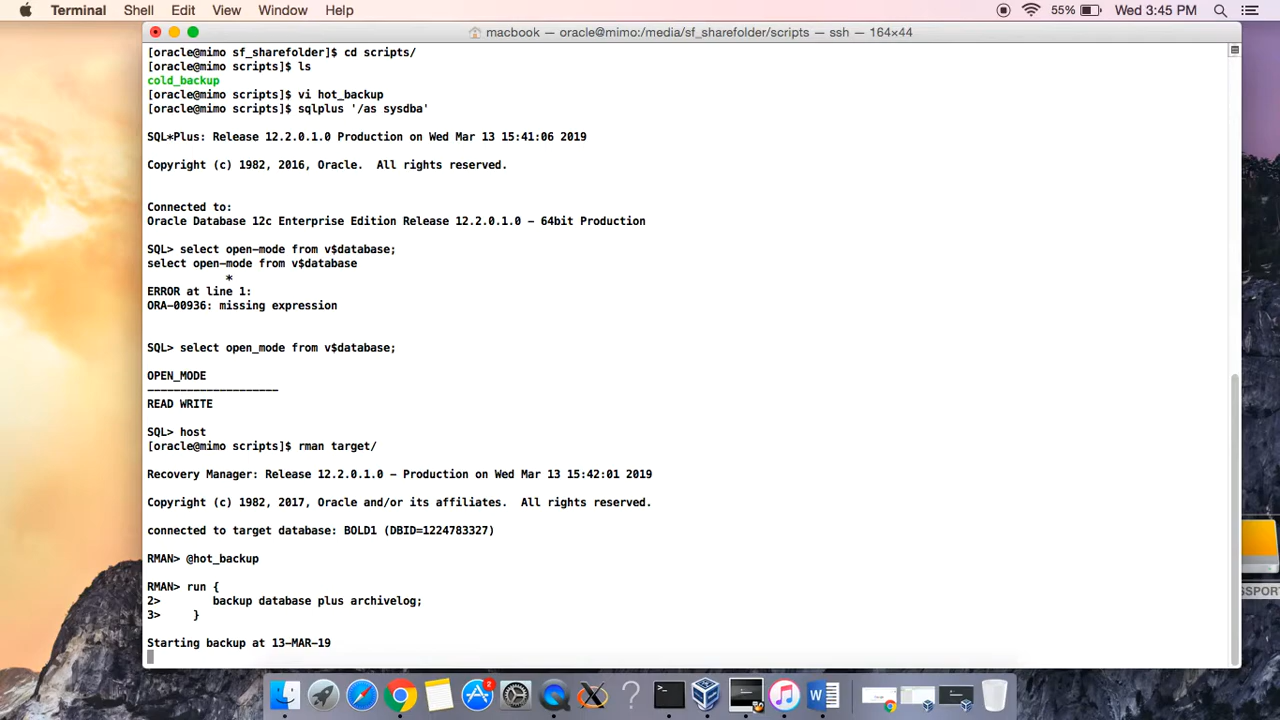 Terminal Shell Edit View Window Help 55% Wed 3:45 PM
macbook — oracle@mimo:/media/sf_sharefolder/scripts — ssh — 164×44
[oracle@mimo sf_sharefolder]$ cd scripts/
[oracle@mimo scripts]$ ls
cold_backup
[oracle@mimo scripts]$ vi hot_backup
[oracle@mimo scripts]$ sqlplus '/as sysdba'
SQL*Plus: Release 12.2.0.1.0 Production on Wed Mar 13 15:41:06 2019
Copyright (c) 1982, 2016, Oracle.  All rights reserved.
Connected to:
Oracle Database 12c Enterprise Edition Release 12.2.0.1.0 - 64bit Production
SQL> select open-mode from v$database;
select open-mode from v$database
*
ERROR at line 1:
ORA-00936: missing expression
SQL> select open_mode from v$database;
OPEN_MODE
--------------------
READ WRITE
SQL> host
[oracle@mimo scripts]$ rman target/
Recovery Manager: Release 12.2.0.1.0 - Production on Wed Mar 13 15:42:01 2019
Copyright (c) 1982, 2017, Oracle and/or its affiliates.  All rights reserved.
connected to target database: BOLD1 (DBID=1224783327)
RMAN> @hot_backup
RMAN> run {
2>        backup database plus archivelog;
3>     }
Starting backup at 13-MAR-19
SSPORT
2